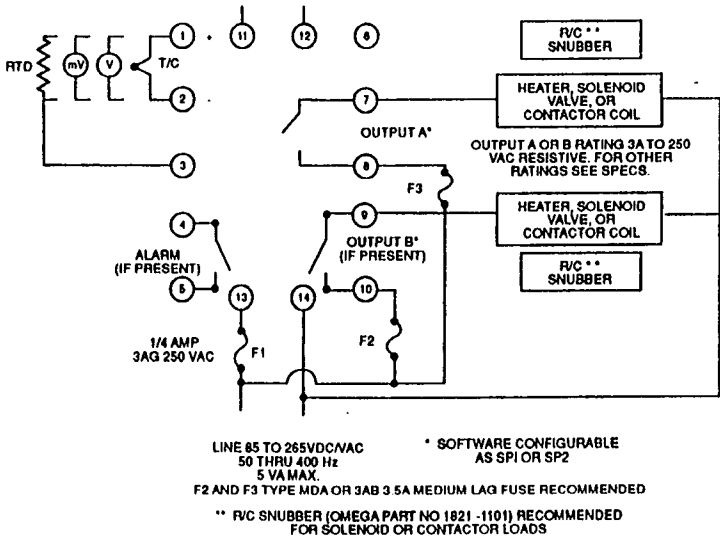 1 11 12 6
R/C **
SNUBBER
RTD mV V T/C
2
HEATER, SOLENOID
VALVE, OR
CONTACTOR COIL
7
OUTPUT A*
OUTPUT A OR B RATING 3A TO 250
VAC RESISTIVE. FOR OTHER
RATINGS SEE SPECS.
3 8
F3
HEATER, SOLENOID
VALVE, OR
CONTACTOR COIL
4 9
ALARM
(IF PRESENT)
OUTPUT B*
(IF PRESENT)
R/C **
SNUBBER
5 13 14 10
1/4 AMP
3AG 250 VAC
F1 F2
LINE 85 TO 265VDC/VAC
50 THRU 400 Hz
5 VA MAX.
* SOFTWARE CONFIGURABLE
AS SPI OR SP2
F2 AND F3 TYPE MDA OR 3AB 3.5A MEDIUM LAG FUSE RECOMMENDED
** R/C SNUBBER (OMEGA PART NO 1821 -1101) RECOMMENDED
FOR SOLENOID OR CONTACTOR LOADS